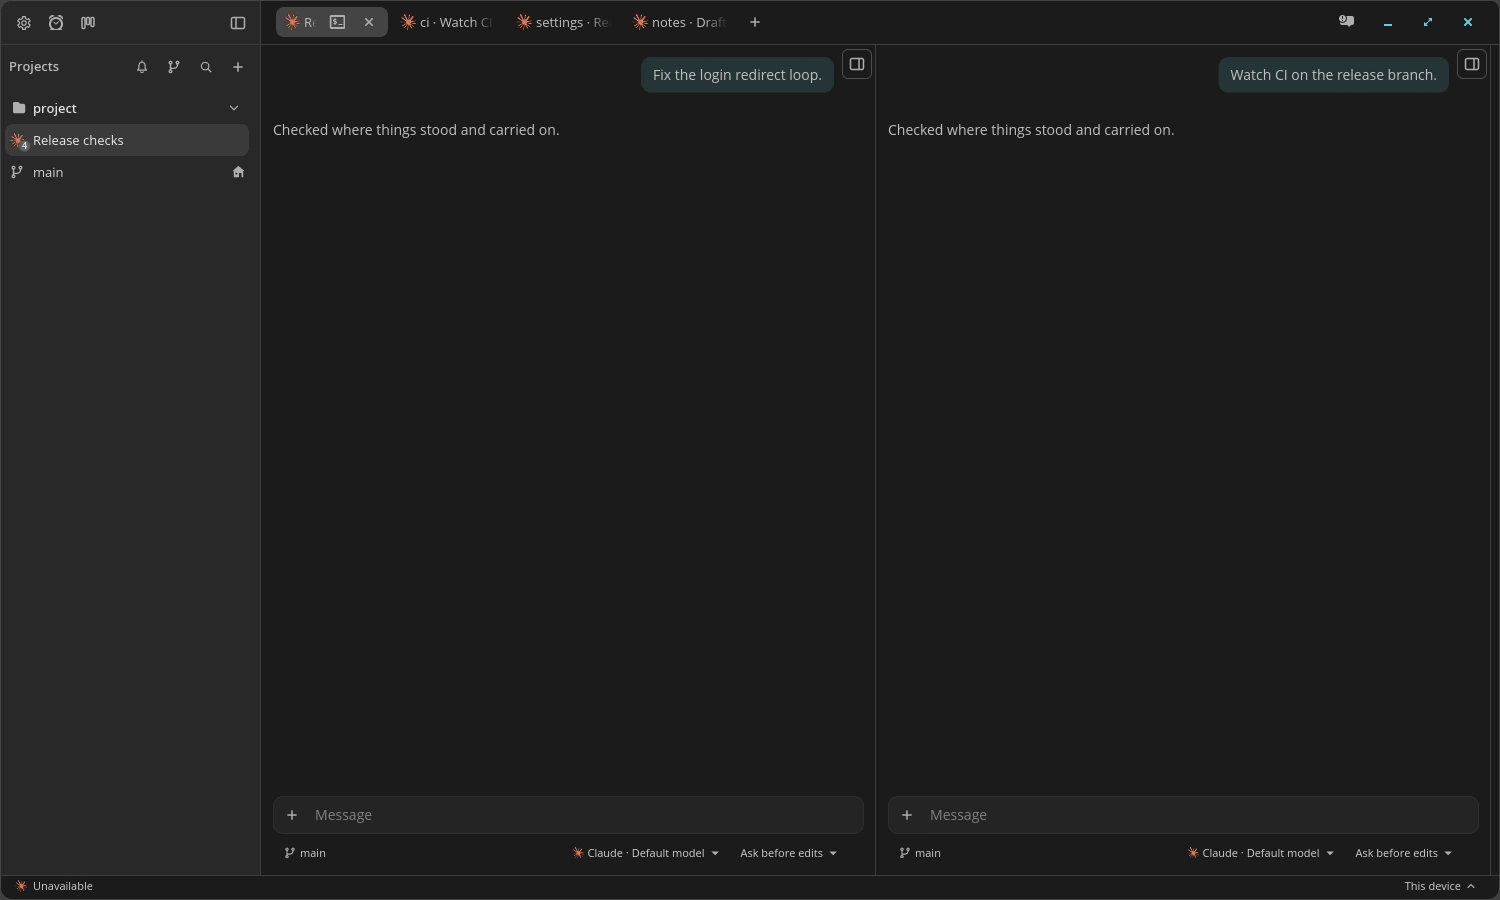 ci · Watch CI
settings · Re
notes · Draft
Projects
project
4
Release checks
main
Fix the login redirect loop.
Checked where things stood and carried on.
Message
main
Claude · Default model
Ask before edits
Watch CI on the release branch.
Checked where things stood and carried on.
Message
main
Claude · Default model
Ask before edits
Unavailable
This device